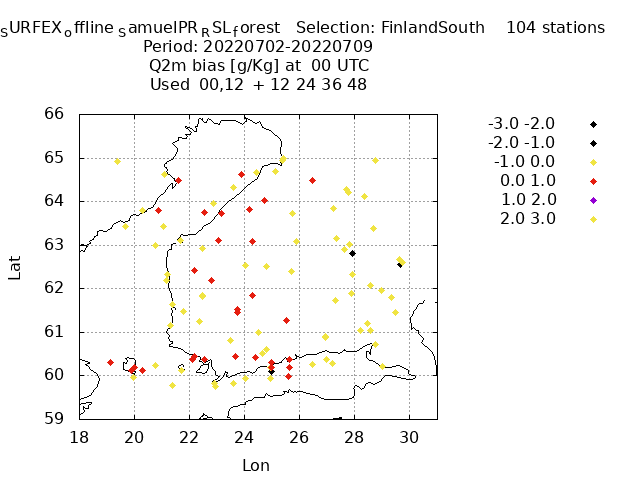 SURFEXoffline SamuelPRRSLforest Selection: FinlandSouth 104 stations
Period: 20220702-20220709
Q2m bias [g/Kg] at 00 UTC
Used 00,12 + 12 24 36 48
-3.0 -2.0
-2.0 -1.0
-1.0 0.0
0.0 1.0
1.0 2.0
2.0 3.0
66
65
64
63
62
61
60
59
Lat
18 20 22 24 26 28 30
Lon